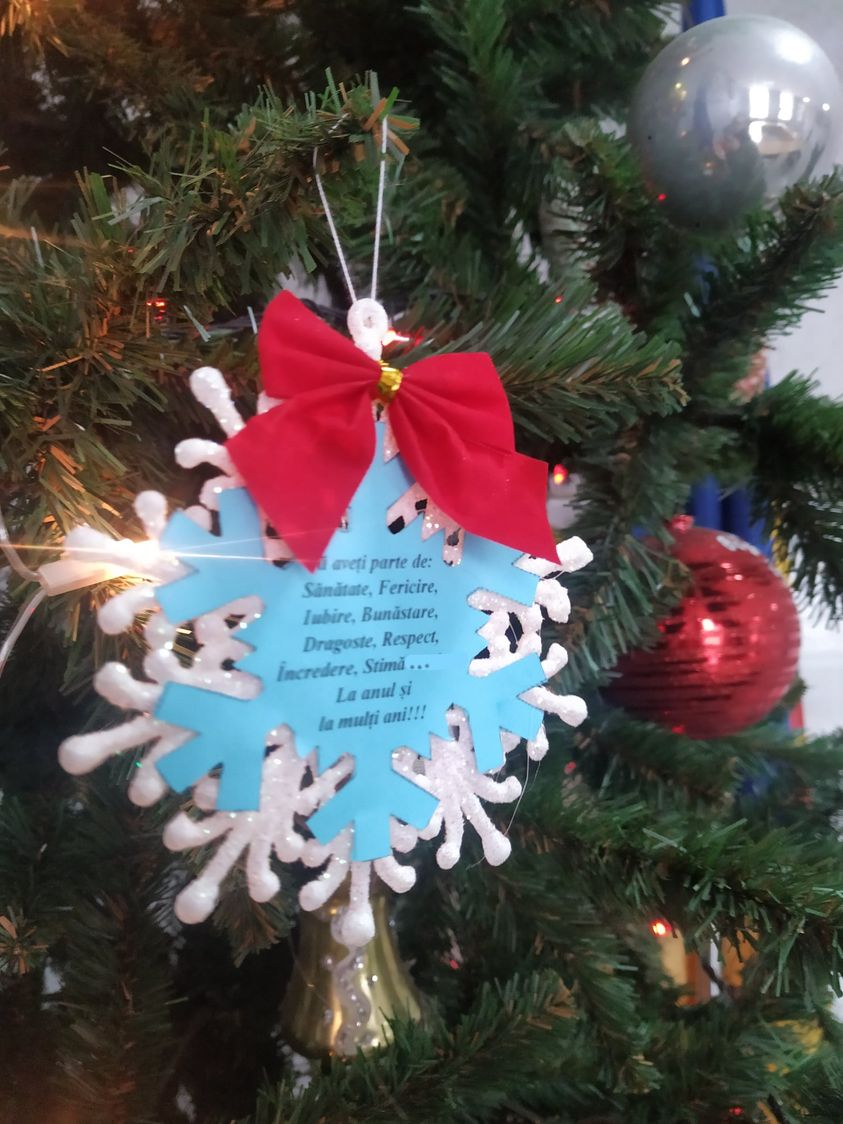 aveți parte de:
Sănătate, Fericire,
Iubire, Bunăstare,
Dragoste, Respect,
Încredere, Stimă...
La anul și
la mulți ani!!!